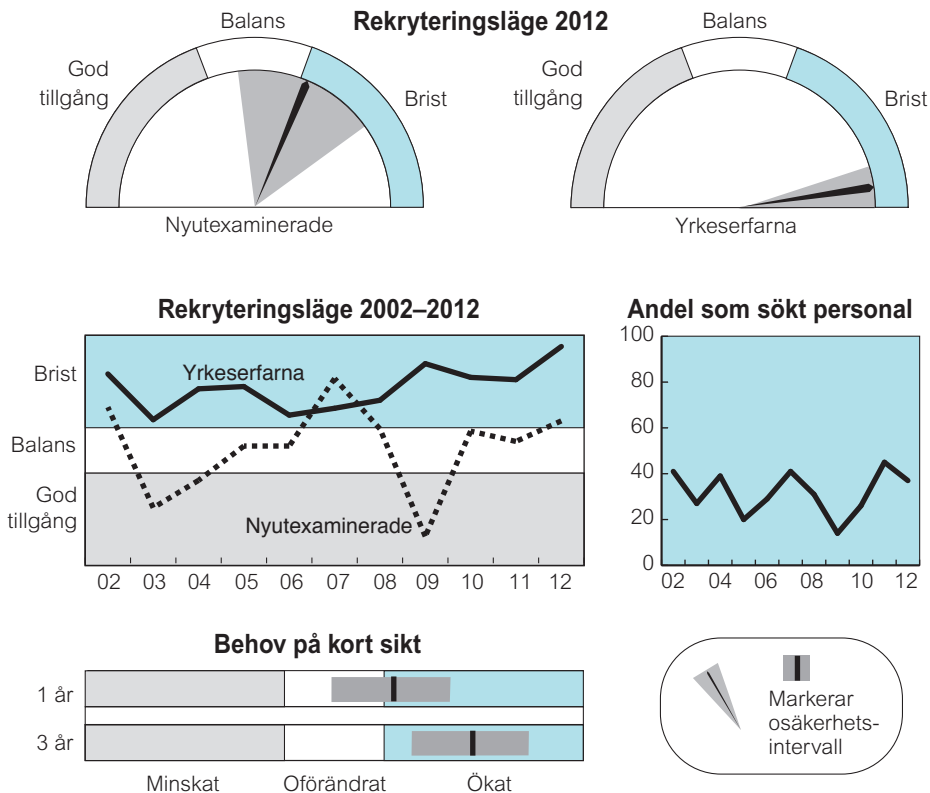 Rekryteringsläge 2012
Balans
God
tillgång
Brist
Nyutexaminerade
Balans
God
tillgång
Brist
Yrkeserfarna
Rekryteringsläge 2002–2012
Brist
Balans
God
tillgång
Yrkeserfarna
Nyutexaminerade
02 03 04 05 06 07 08 09 10 11 12
Andel som sökt personal
100
80
60
40
20
0
02 04 06 08 10 12
Behov på kort sikt
1 år
3 år
Minskat Oförändrat Ökat
Markerar
osäkerhets-
intervall